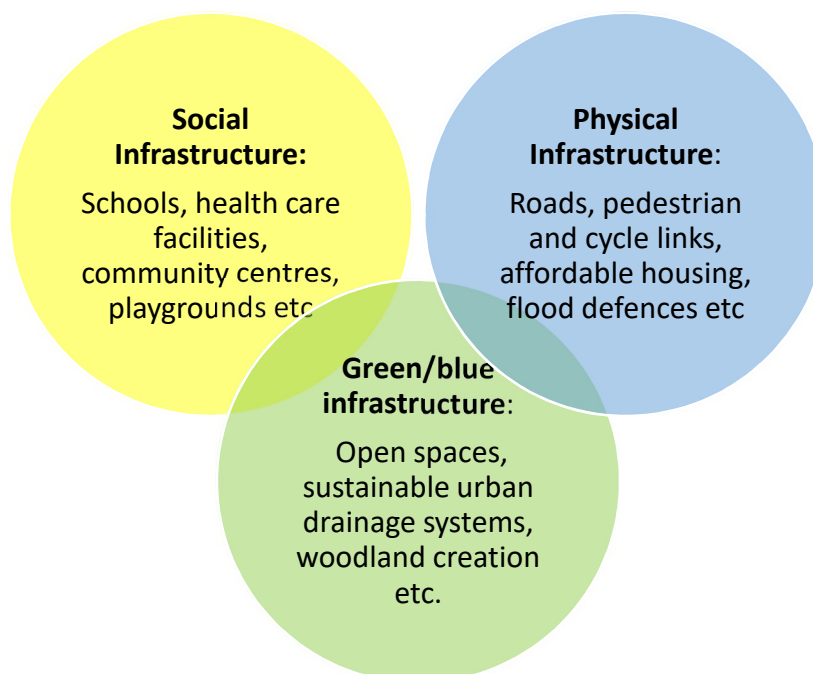 Social
Infrastructure:
Schools, health care
facilities,
community centres,
playgrounds etc
Physical
Infrastructure:
Roads, pedestrian
and cycle links,
affordable housing,
flood defences etc
Green/blue
infrastructure:
Open spaces,
sustainable urban
drainage systems,
woodland creation
etc.